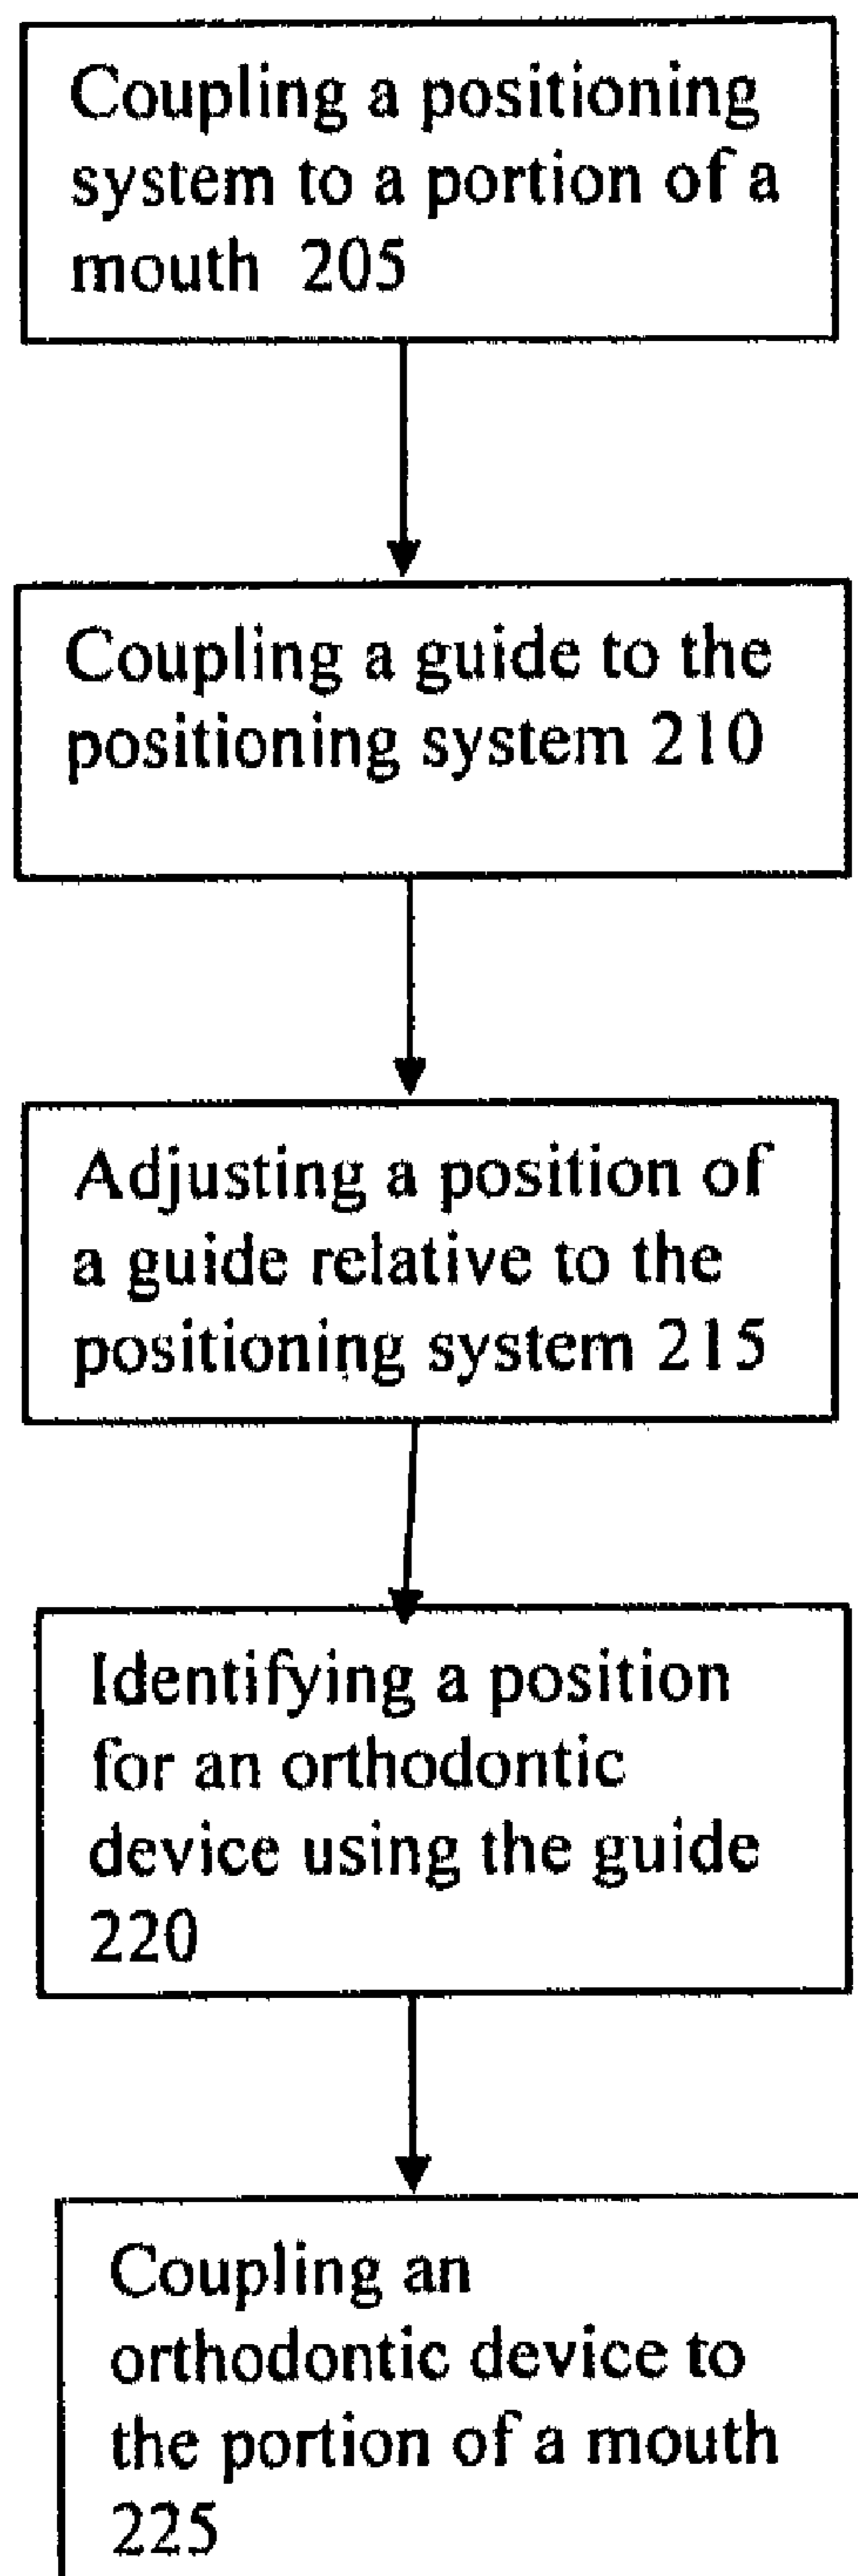 Coupling a positioning
system to a portion of a
mouth 205
Coupling a guide to the
positioning system 210
Adjusting a position of
a guide relative to the
positioning system 215
Identifying a position
for an orthodontic
device using the guide
220
Coupling an
orthodontic device to
the portion of a mouth
225